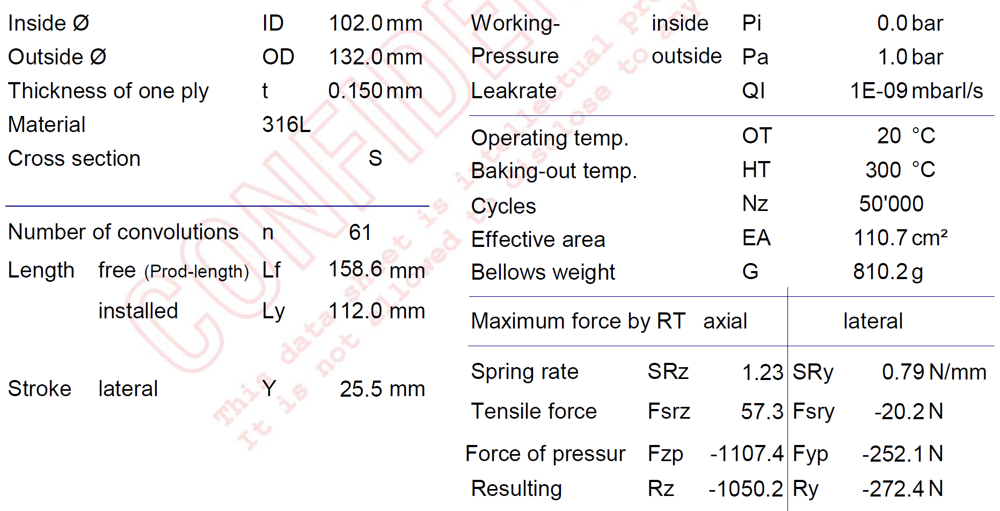 Inside Ø ID 102.0 mm
Outside Ø OD 132.0 mm
Thickness of one ply t 0.150 mm
Material 316L
Cross section S
Number of convolutions n 61
Length free (Prod-length) Lf 158.6 mm
installed Ly 112.0 mm
Stroke lateral Y 25.5 mm
Working- inside Pi 0.0 bar
Pressure outside Pa 1.0 bar
Leakrate Ql 1E-09 mbarl/s
Operating temp. OT 20 °C
Baking-out temp. HT 300 °C
Cycles Nz 50'000
Effective area EA 110.7 cm²
Bellows weight G 810.2 g
Maximum force by RT axial lateral
Spring rate SRz 1.23 SRy 0.79 N/mm
Tensile force Fsrz 57.3 Fsry -20.2 N
Force of pressur Fzp -1107.4 Fyp -252.1 N
Resulting Rz -1050.2 Ry -272.4 N
CONFIDE
This data sheet is intellectual pro
It is not allowed to disclose to any